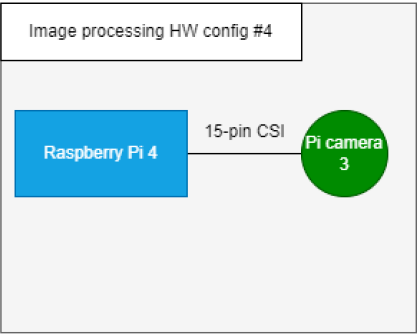 Image processing HW config #4
15-pin CSI
Raspberry Pi 4
Pi camera
3